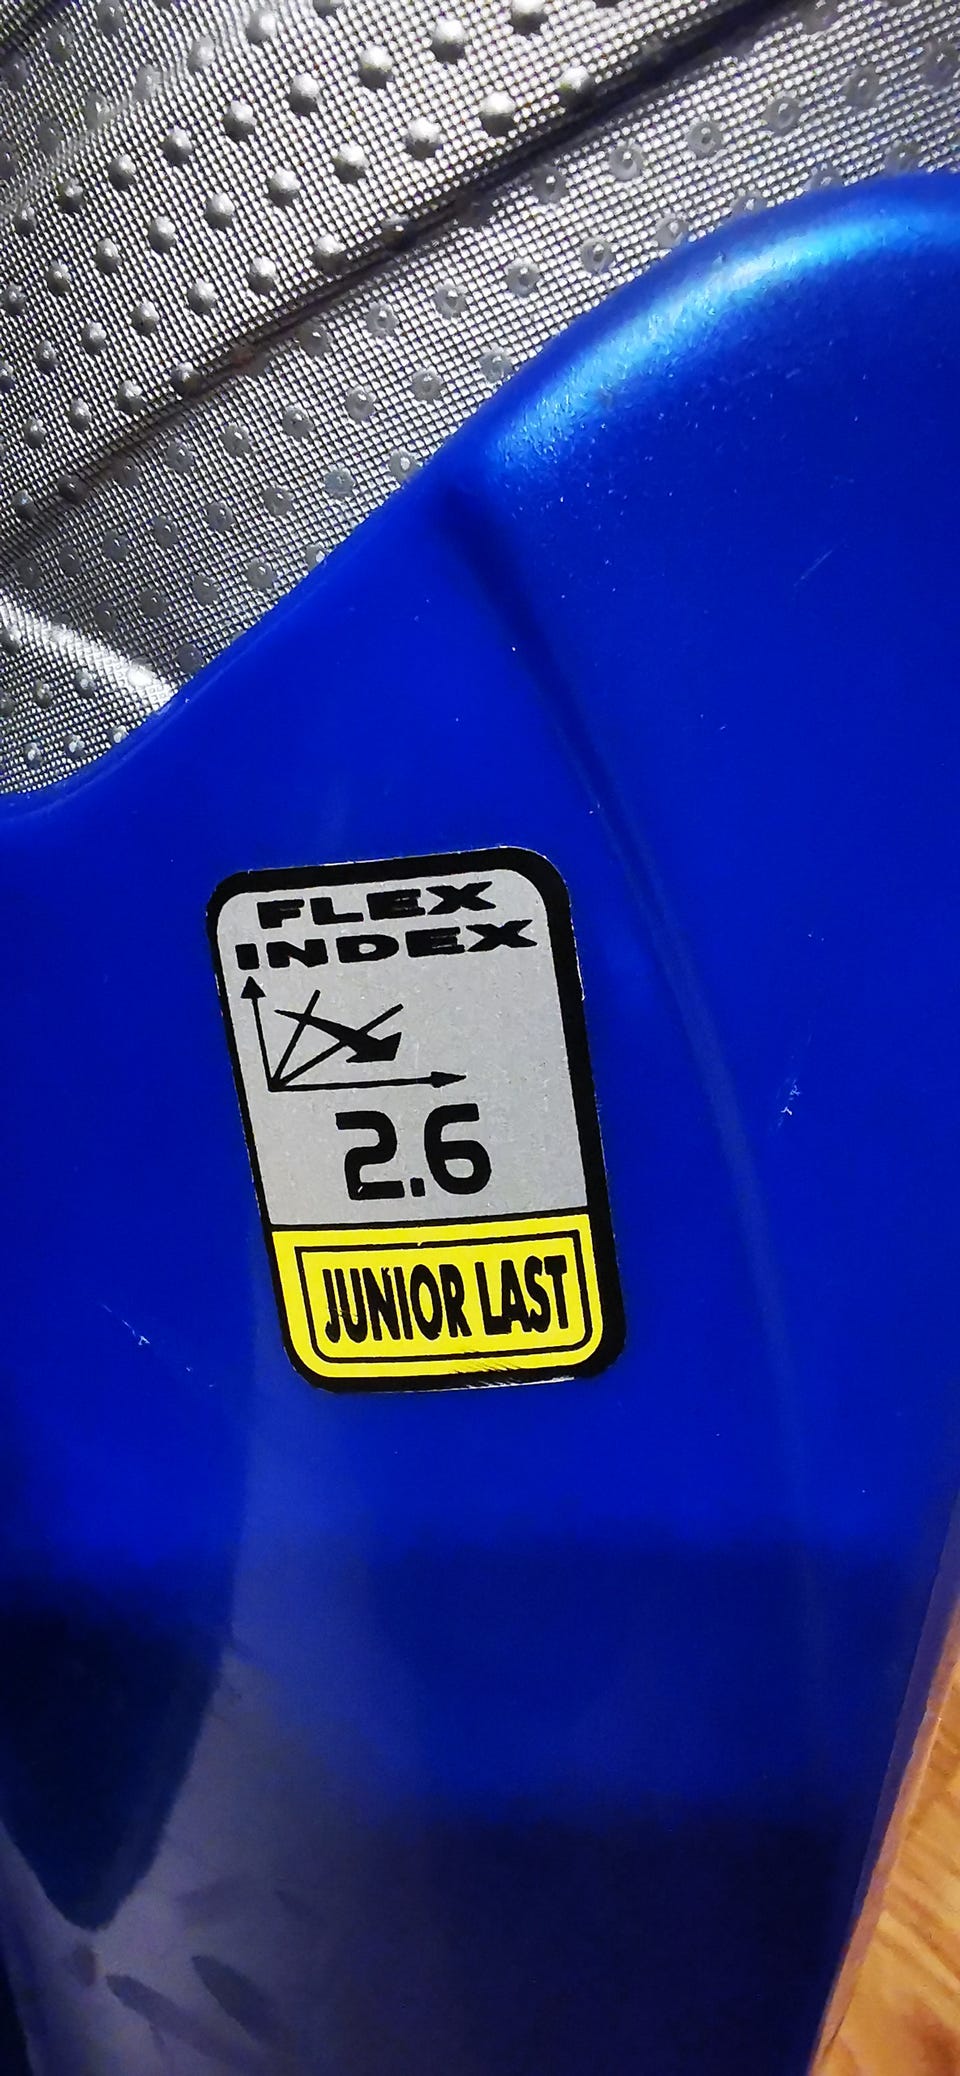 FLEX
INDEX
2.6
JUNIOR LAST